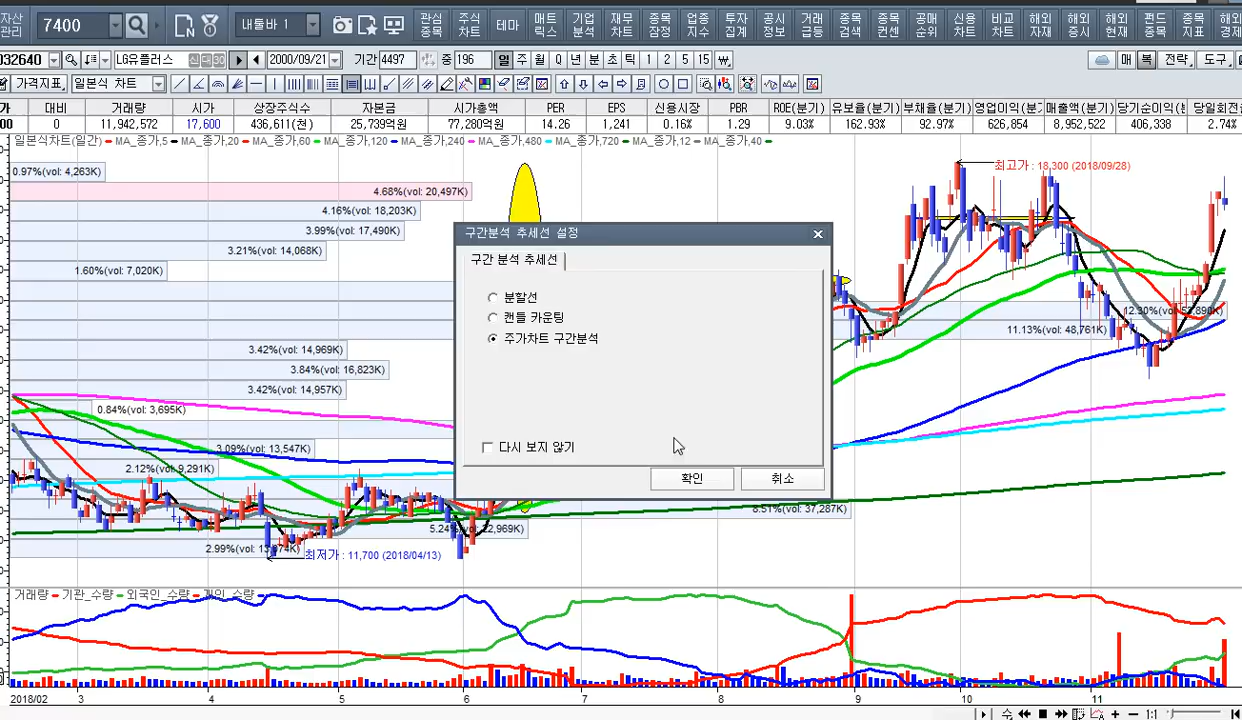 자산 관리 7400 내툴바 1 관심 종목 주식 차트 테마 매트 릭스 기업 분석 재무 차트 종목 잠정 업종 지수 투자 집계 공시 정보 거래 급등 종목 검색 종목 컨센 공매 순위 신용 차트 비교 차트 해외 자재 해외 증시 해외 현재 펀드 종목 종목 지표 해외 경제
032640 LG유플러스 신 대 30 2000/09/21 기간 4497 중 196 일 주 월 Q 년 분 초 틱 1 2 5 15 ₩ 매 복 전략 도구
가격지표 일본식 차트
가 대비 거래량 시가 상장주식수 자본금 시가총액 PER EPS 신용시장 PBR ROE(분기) 유보율(분기) 부채율(분기) 영업이익(분기 매출액(분기) 당기순이익(분 당일회전
00 0 11,942,572 17,600 436,611(천) 25,739억원 77,280억원 14.26 1,241 0.16% 1.29 9.03% 162.93% 92.97% 626,854 8,952,522 406,338 2.74%
일본식차트(일간) MA_종가,5 MA_종가,20 MA_종가,60 MA_종가,120 MA_종가,240 MA_종가,480 MA_종가,720 MA_종가,12 MA_종가,40
최고가 : 18,300 (2018/09/28)
0.97%(vol: 4,263K)
4.68%(vol: 20,497K)
4.16%(vol: 18,203K)
3.99%(vol: 17,490K)
3.21%(vol: 14,068K)
1.60%(vol: 7,020K)
구간분석 추세선 설정
구간 분석 추세선
분할선
캔들 카운팅
주가차트 구간분석
다시 보지 않기
확인 취소
11.13%(vol: 48,761K)
3.42%(vol: 14,969K)
3.84%(vol: 16,823K)
3.42%(vol: 14,957K)
0.84%(vol: 3,695K)
3.09%(vol: 13,547K)
2.12%(vol: 9,291K)
8.51%(vol: 37,287K)
최저가 : 11,700 (2018/04/13)
거래량 기관_수량 외국인_수량 개인_수량
2018/02 3 4 5 6 7 8 9 10 11
수 1:1